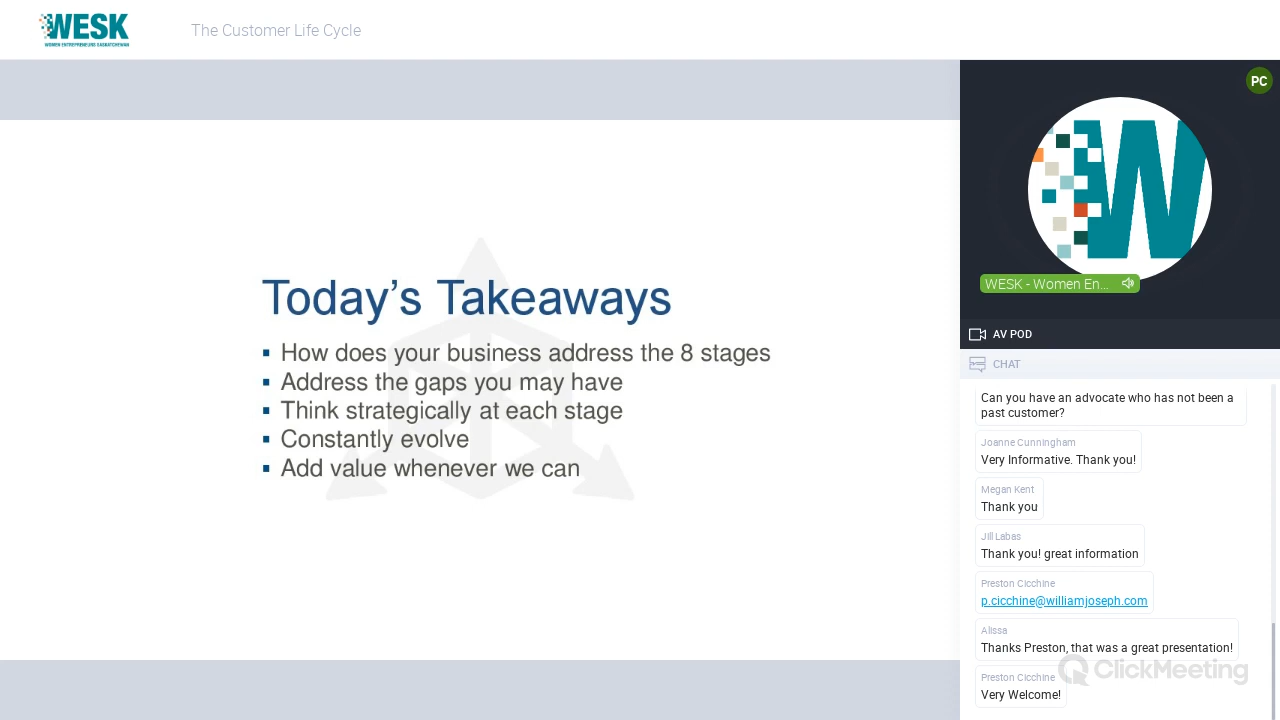 WESK
WOMEN ENTREPRENEURS SASKATCHEWAN
The Customer Life Cycle
Today's Takeaways
▪ How does your business address the 8 stages
▪ Address the gaps you may have
▪ Think strategically at each stage
▪ Constantly evolve
▪ Add value whenever we can
PC
W
WESK - Women En...
AV POD
CHAT
Can you have an advocate who has not been a
past customer?
Joanne Cunningham
Very Informative. Thank you!
Megan Kent
Thank you
Jill Labas
Thank you! great information
Preston Cicchine
p.cicchine@williamjoseph.com
Alissa
Thanks Preston, that was a great presentation!
Preston Cicchine
Very Welcome!
ClickMeeting